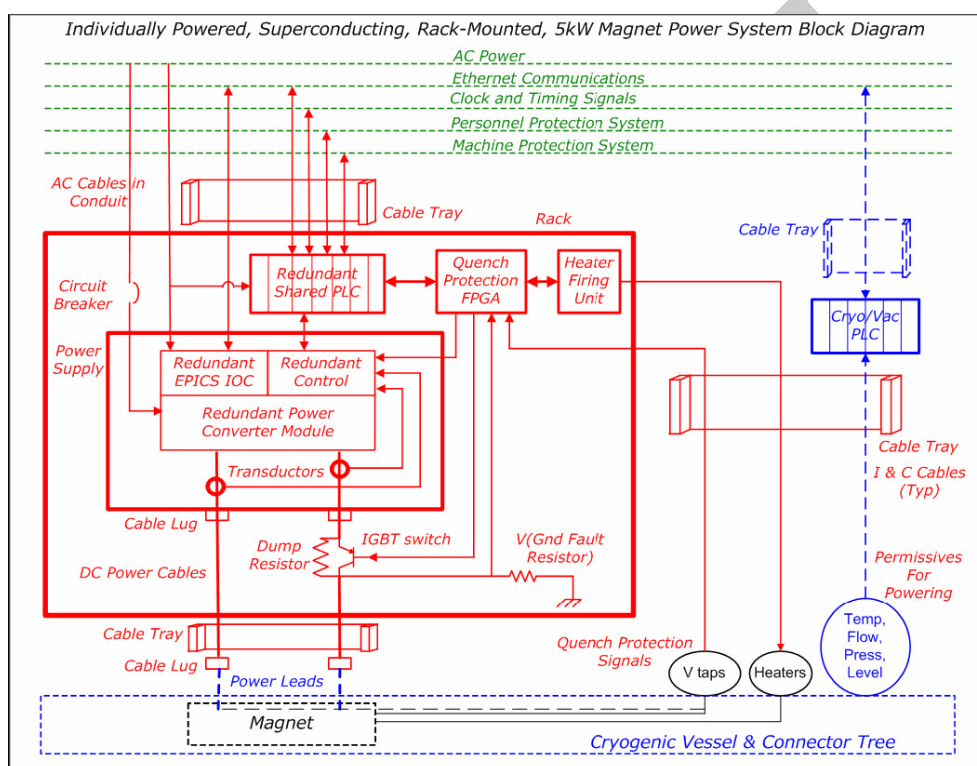 Individually Powered, Superconducting, Rack-Mounted, 5kW Magnet Power System Block Diagram
AC Power
Ethernet Communications
Clock and Timing Signals
Personnel Protection System
Machine Protection System
AC Cables in
Conduit
Cable Tray
Rack
Cable Tray
Circuit
Breaker
Redundant
Shared PLC
Quench
Protection
FPGA
Heater
Firing
Unit
Cryo/Vac
PLC
Power
Supply
Redundant
EPICS IOC
Redundant
Control
Redundant Power
Converter Module
Transductors
Cable Tray
I & C Cables
(Typ)
Cable Lug
Dump
Resistor
IGBT switch
V(Gnd Fault
Resistor)
DC Power Cables
Permissives
For
Powering
Cable Tray
Cable Lug
Quench Protection
Signals
Temp,
Flow,
Press,
Level
V taps
Heaters
Power Leads
Magnet
Cryogenic Vessel & Connector Tree